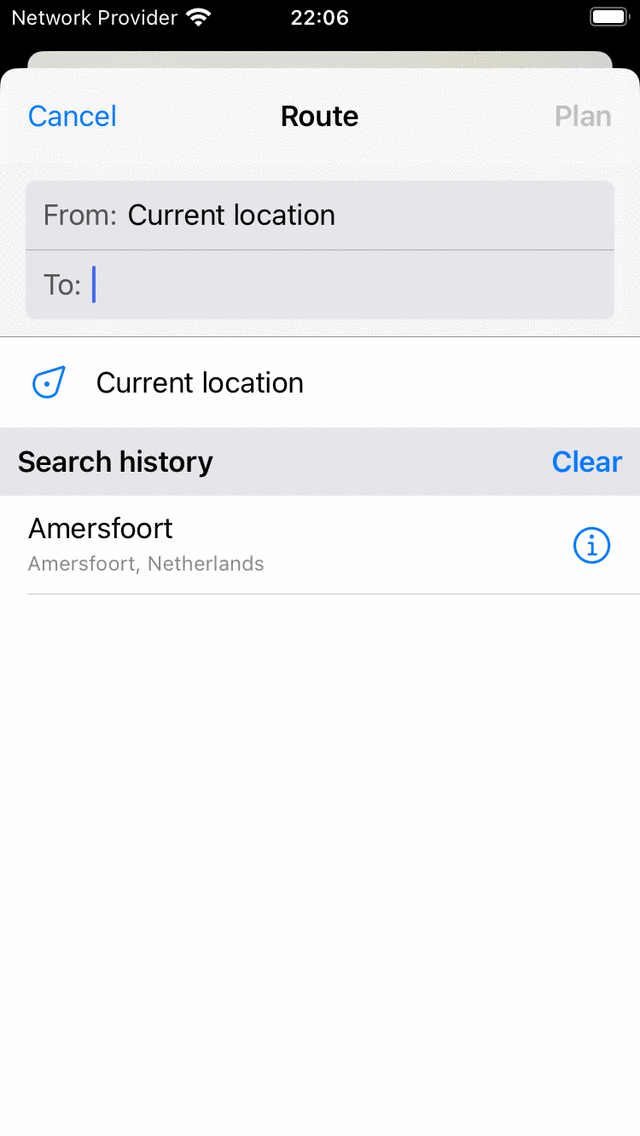 Network Provider 22:06
Cancel Route Plan
From: Current location
To:
Current location
Search history Clear
Amersfoort
Amersfoort, Netherlands